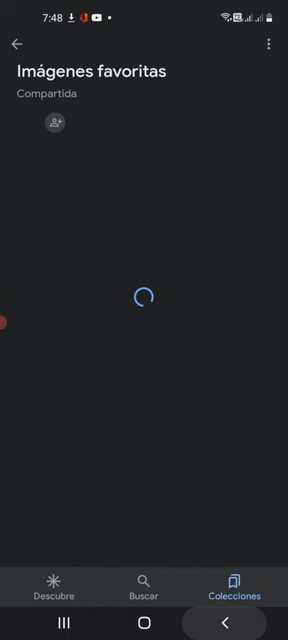 7:48
Imágenes favoritas
Compartida
Descubre
Buscar
Colecciones